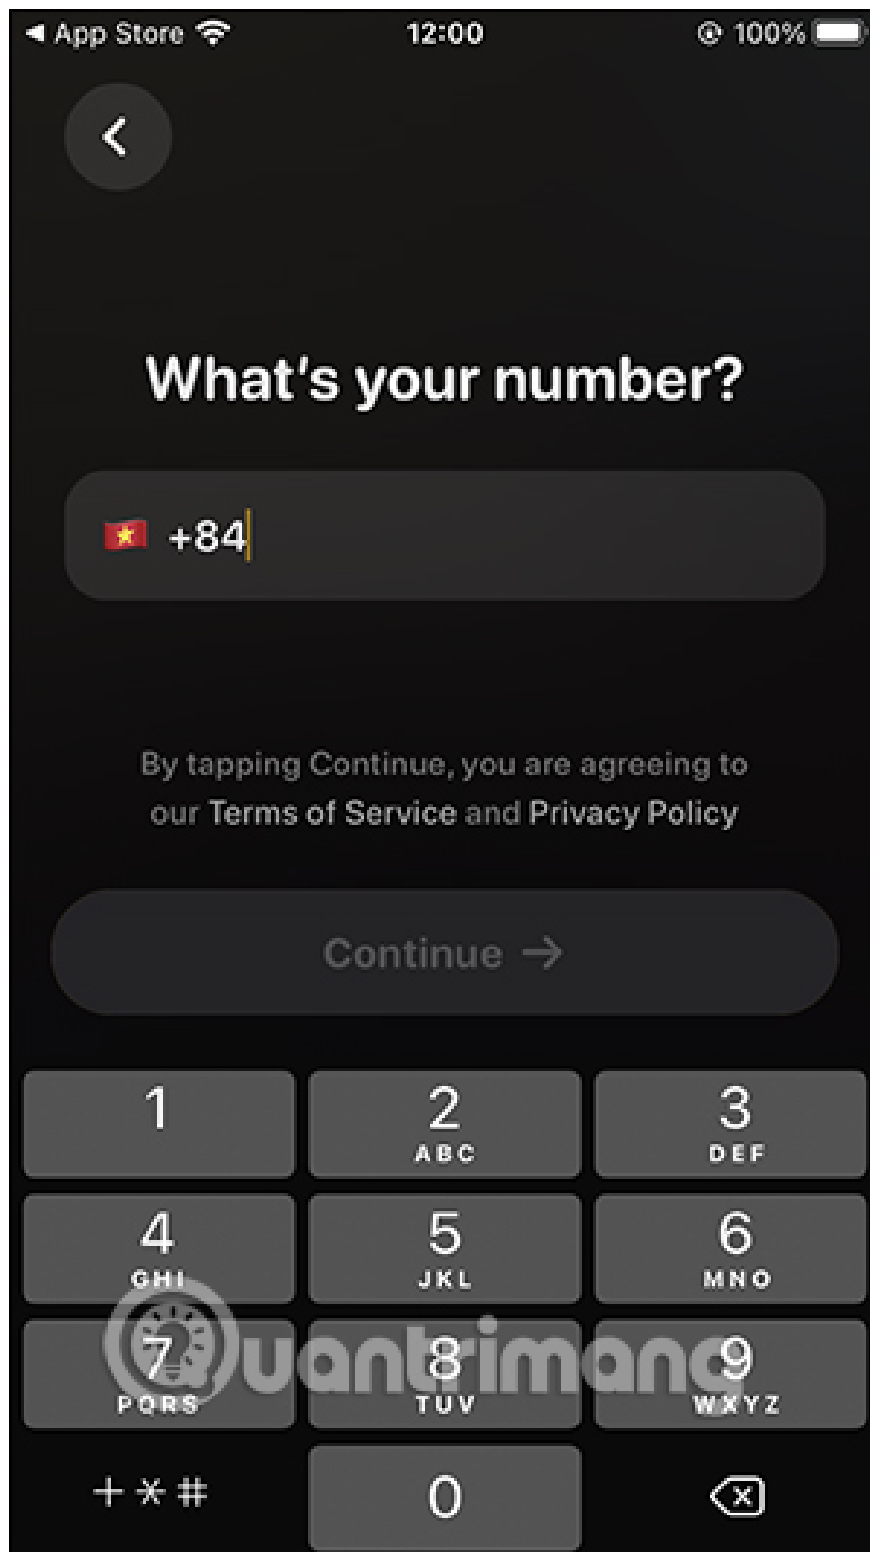 App Store 12:00 100%
What's your number?
+84
By tapping Continue, you are agreeing to
our Terms of Service and Privacy Policy
Continue →
1 2 3
ABC DEF
4 5 6
GHI JKL MNO
7 8 9
PQRS TUV WXYZ
uantrimang
+*# 0